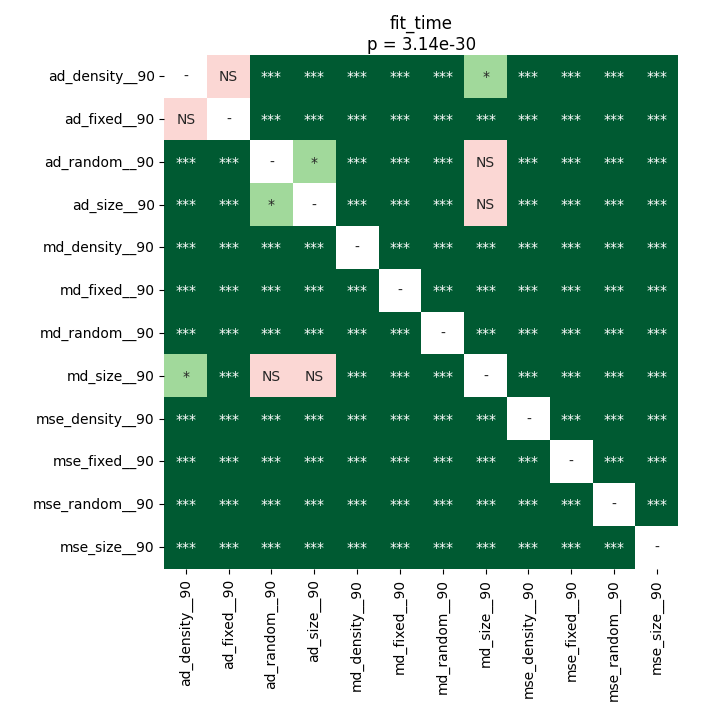 fit_time
p = 3.14e-30
ad_density__90 - NS *** *** *** *** *** * *** *** *** ***
ad_fixed__90 NS - *** *** *** *** *** *** *** *** *** ***
ad_random__90 *** *** - * *** *** *** NS *** *** *** ***
ad_size__90 *** *** * - *** *** *** NS *** *** *** ***
md_density__90 *** *** *** *** - *** *** *** *** *** *** ***
md_fixed__90 *** *** *** *** *** - *** *** *** *** *** ***
md_random__90 *** *** *** *** *** *** - *** *** *** *** ***
md_size__90 * *** NS NS *** *** *** - *** *** *** ***
mse_density__90 *** *** *** *** *** *** *** *** - *** *** ***
mse_fixed__90 *** *** *** *** *** *** *** *** *** - *** ***
mse_random__90 *** *** *** *** *** *** *** *** *** *** - ***
mse_size__90 *** *** *** *** *** *** *** *** *** *** *** -
ad_density__90
ad_fixed__90
ad_random__90
ad_size__90
md_density__90
md_fixed__90
md_random__90
md_size__90
mse_density__90
mse_fixed__90
mse_random__90
mse_size__90